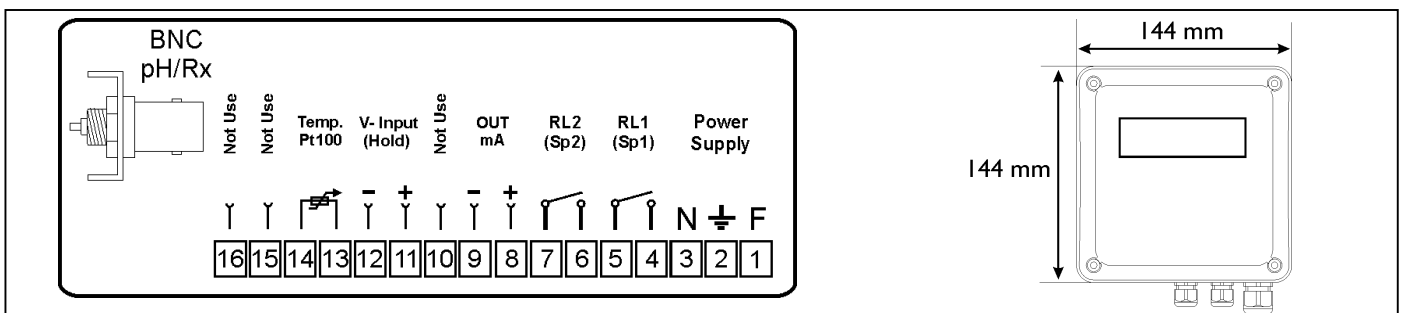 BNC
pH/Rx
Not Use
Not Use
Temp.
Pt100
V- Input
(Hold)
Not Use
OUT
mA
RL2
(Sp2)
RL1
(Sp1)
Power
Supply
- + - + N F
16 15 14 13 12 11 10 9 8 7 6 5 4 3 2 1
144 mm
144 mm